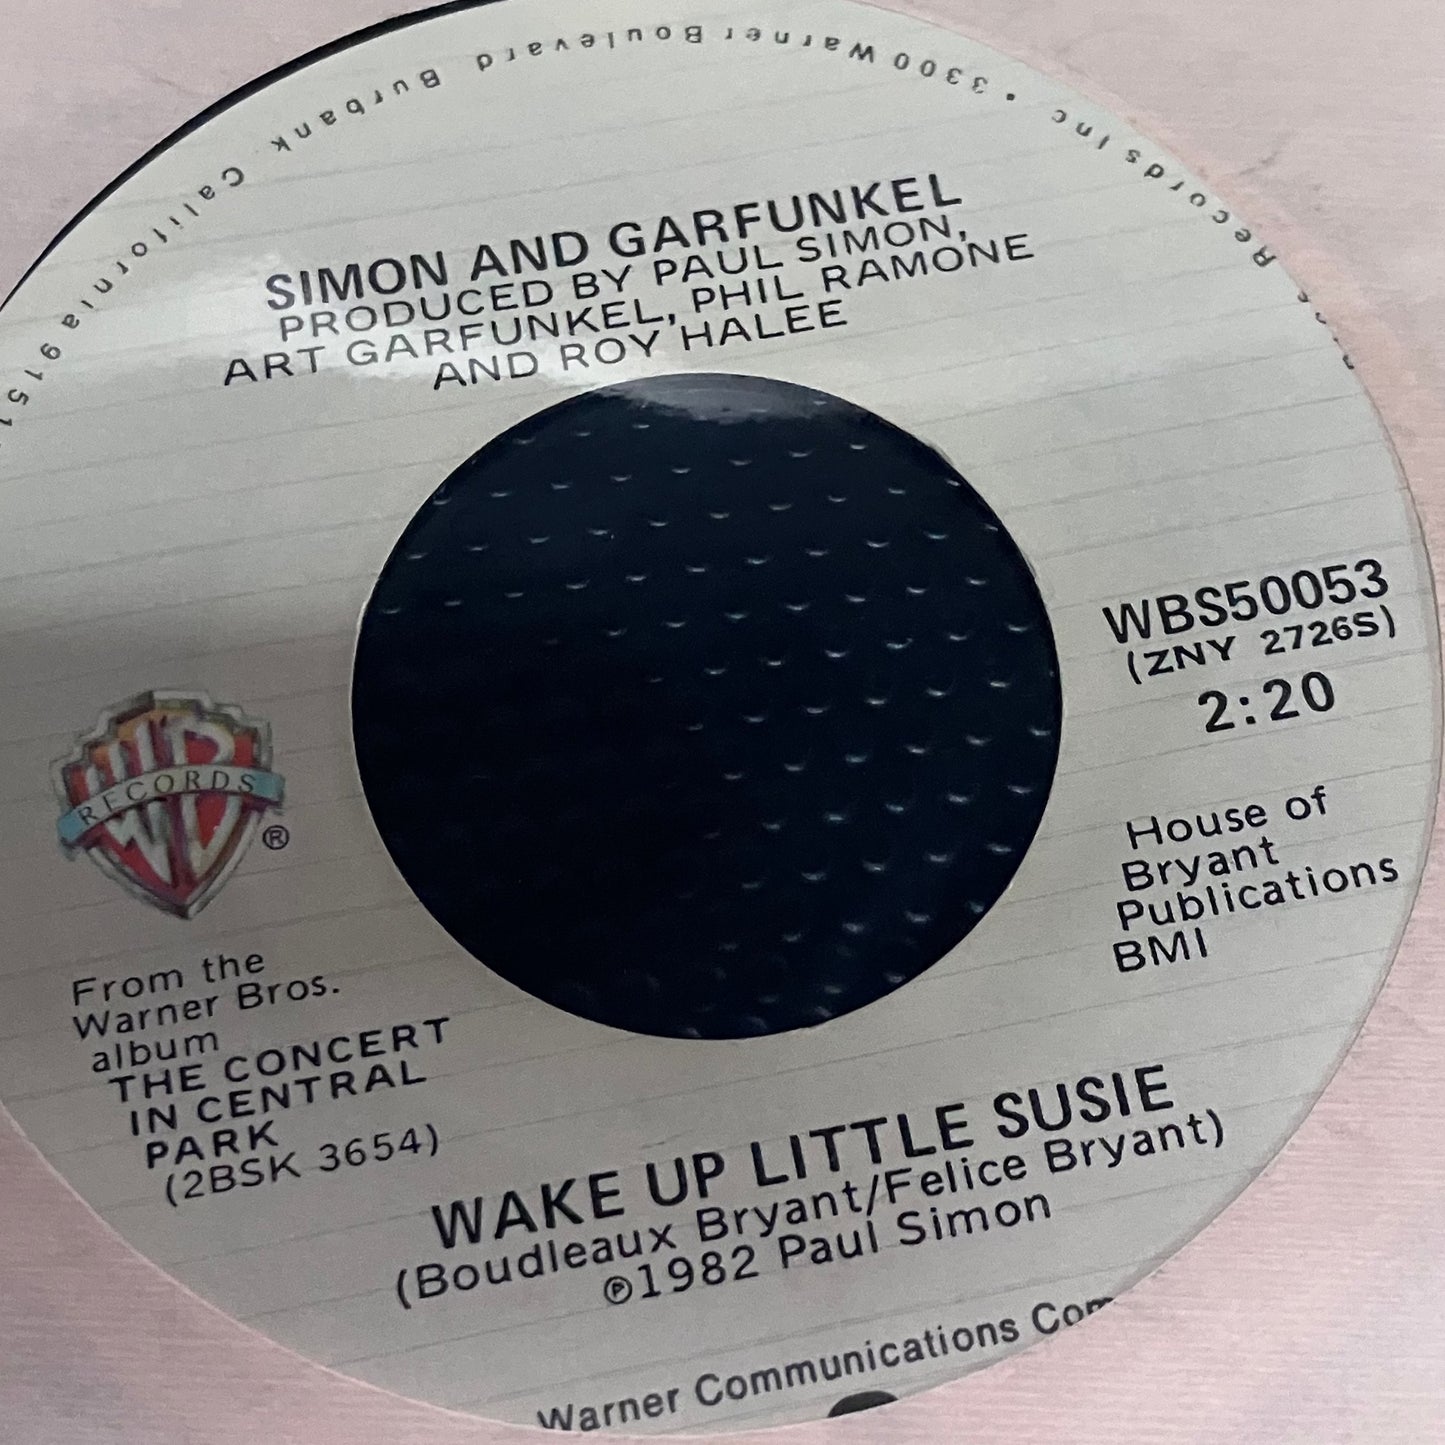 Records Inc • 3300 Warner Boulevard Burbank California 9151
SIMON AND GARFUNKEL
PRODUCED BY PAUL SIMON,
ART GARFUNKEL, PHIL RAMONE
AND ROY HALEE
WBS50053
(ZNY 2726S)
2:20
House of
Bryant
Publications
BMI
RECORDS
®
From the
Warner Bros.
album
THE CONCERT
IN CENTRAL
PARK
(2BSK 3654)
WAKE UP LITTLE SUSIE
(Boudleaux Bryant/Felice Bryant)
℗1982 Paul Simon
Warner Communications